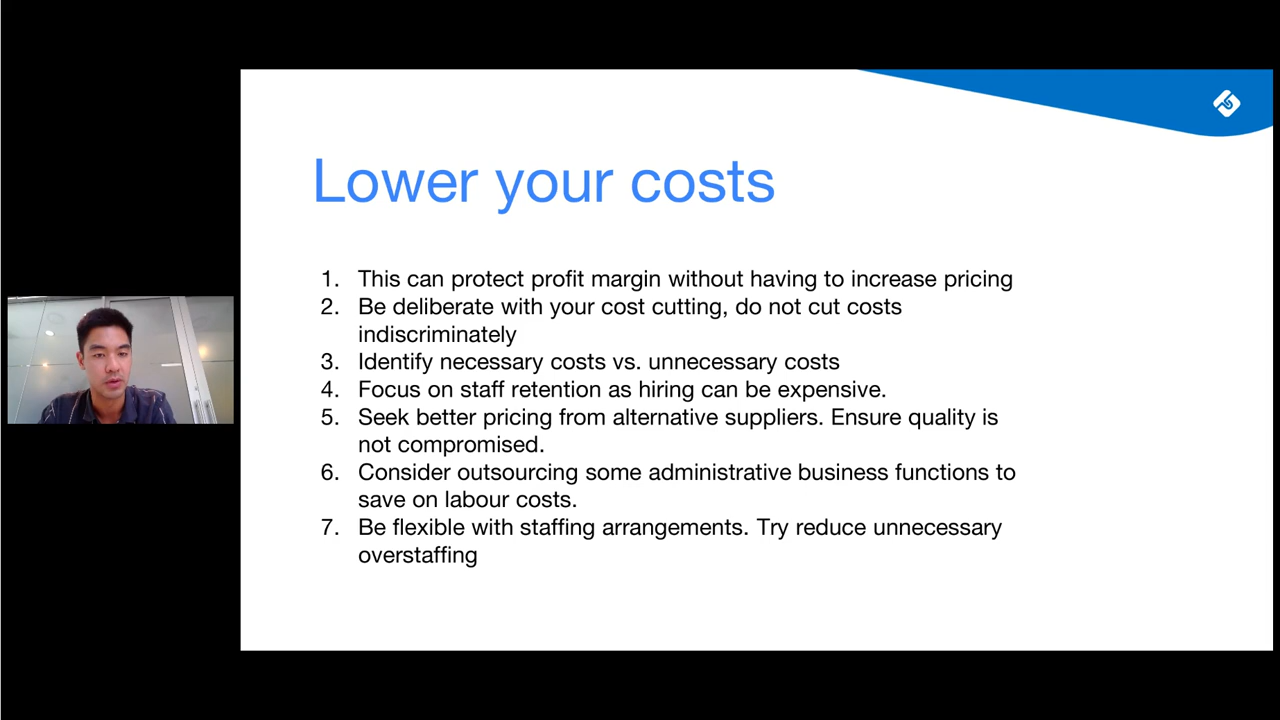 Lower your costs
1. This can protect profit margin without having to increase pricing
2. Be deliberate with your cost cutting, do not cut costs
indiscriminately
3. Identify necessary costs vs. unnecessary costs
4. Focus on staff retention as hiring can be expensive.
5. Seek better pricing from alternative suppliers. Ensure quality is
not compromised.
6. Consider outsourcing some administrative business functions to
save on labour costs.
7. Be flexible with staffing arrangements. Try reduce unnecessary
overstaffing